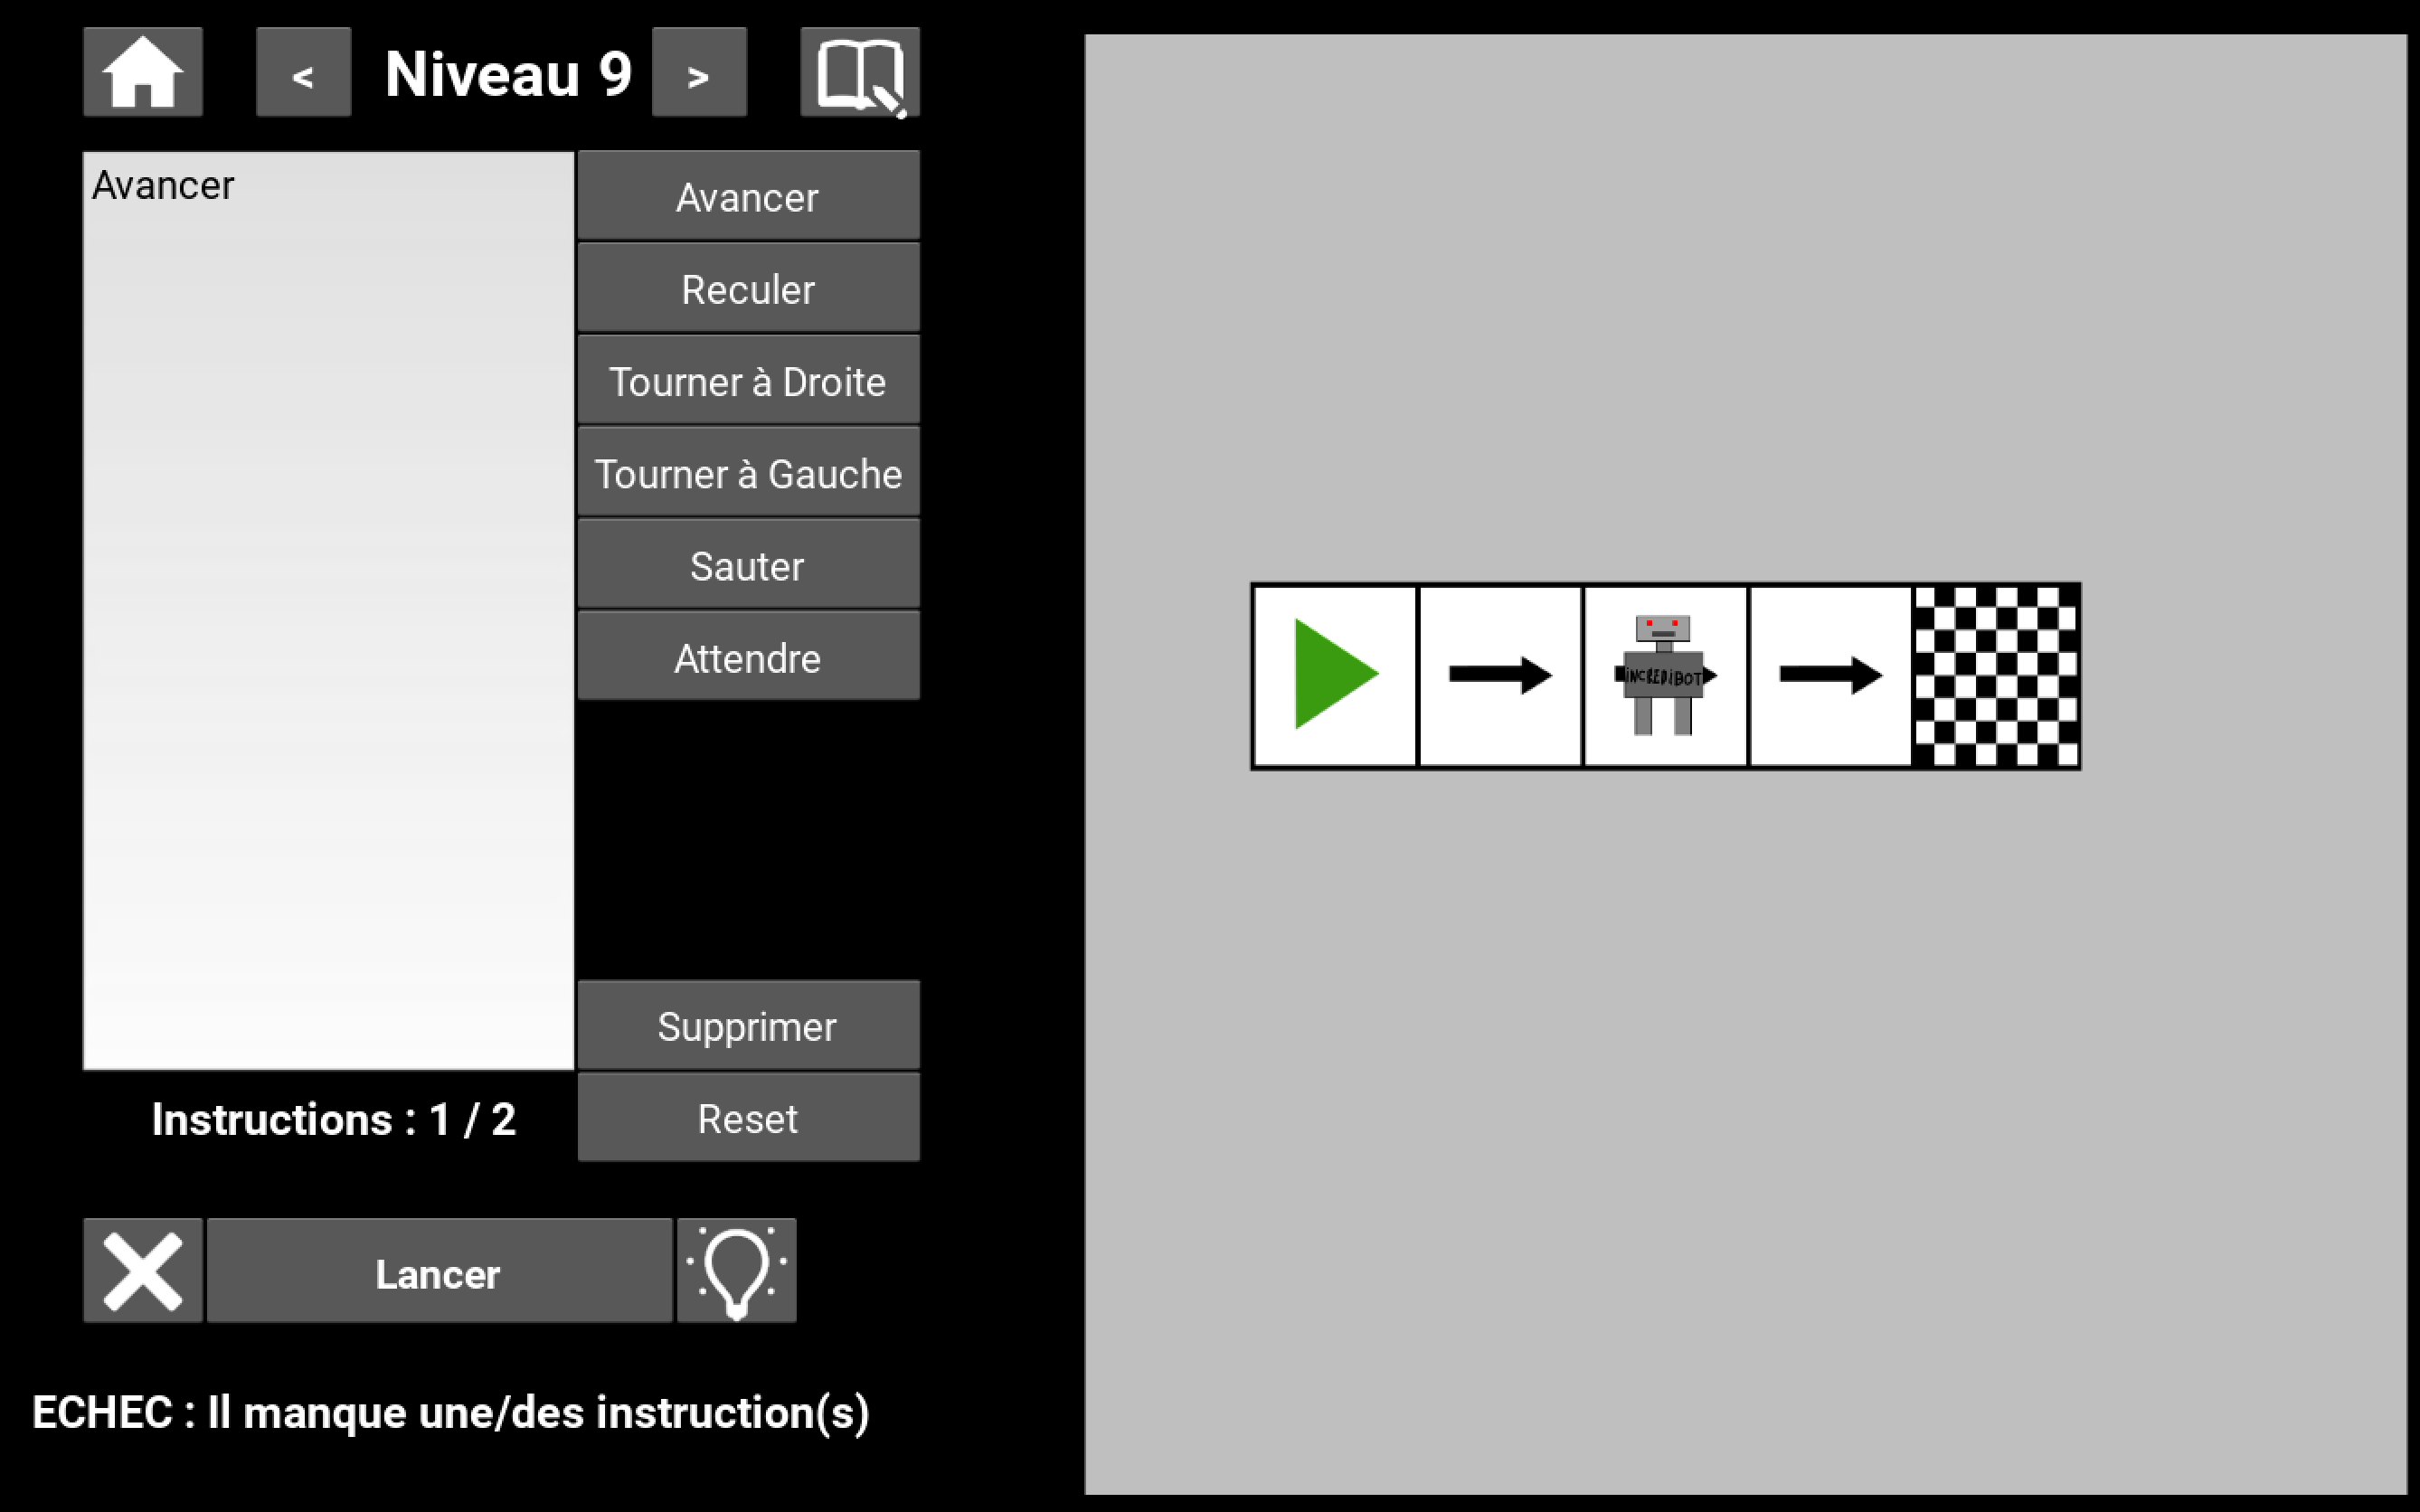 < Niveau 9 >
Avancer
Avancer
Reculer
Tourner à Droite
Tourner à Gauche
Sauter
Attendre
Supprimer
Instructions : 1 / 2
Reset
Lancer
ECHEC : Il manque une/des instruction(s)
INCREDiBOT